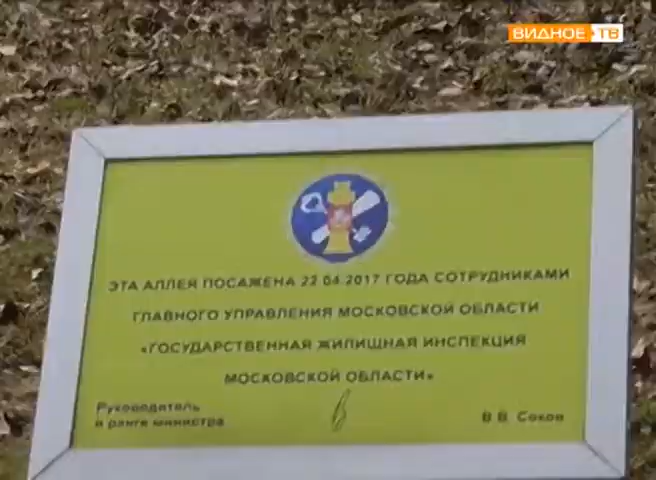 ВИДНОЕ ТВ
ЭТА АЛЛЕЯ ПОСАЖЕНА 22.04.2017 ГОДА СОТРУДНИКАМИ
ГЛАВНОГО УПРАВЛЕНИЯ МОСКОВСКОЙ ОБЛАСТИ
«ГОСУДАРСТВЕННАЯ ЖИЛИЩНАЯ ИНСПЕКЦИЯ
МОСКОВСКОЙ ОБЛАСТИ»
Руководитель
в ранге министра
В.В. Соков